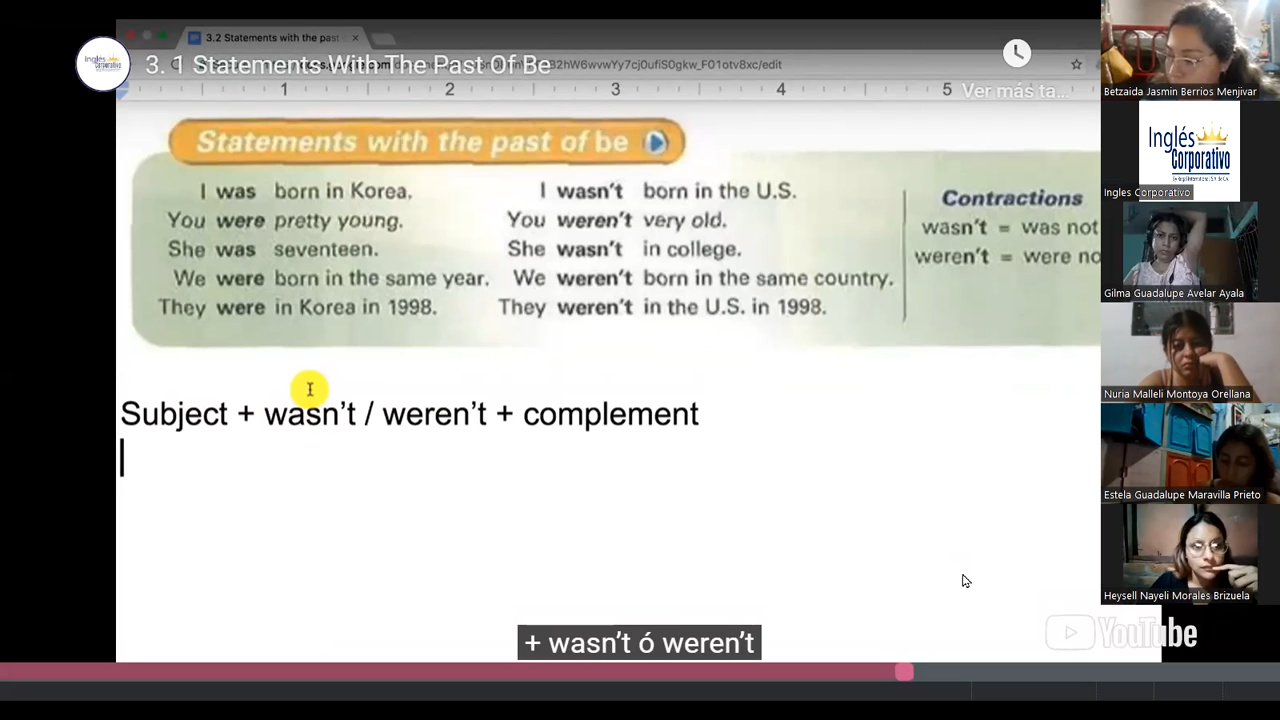 3.2 Statements with the past
3. 1 Statements With The Past Of Be
B2hW6wvwYy7cj0ufiS0gkw_F01otv8xc/edit
Ver más ta...
1 2 3 4 5
Statements with the past of be
I was born in Korea. I wasn't born in the U.S.
You were pretty young. You weren't very old.
She was seventeen. She wasn't in college.
We were born in the same year. We weren't born in the same country.
They were in Korea in 1998. They weren't in the U.S. in 1998.
Contractions
wasn't = was not
weren't = were no
Subject + wasn't / weren't + complement
+ wasn't ó weren't
YouTube
Betzaida Jasmin Berrios Menjivar
Inglés
Corporativo
Ingles Corporativo
Gilma Guadalupe Avelar Ayala
Nuria Malleli Montoya Orellana
Estela Guadalupe Maravilla Prieto
Heysell Nayeli Morales Brizuela